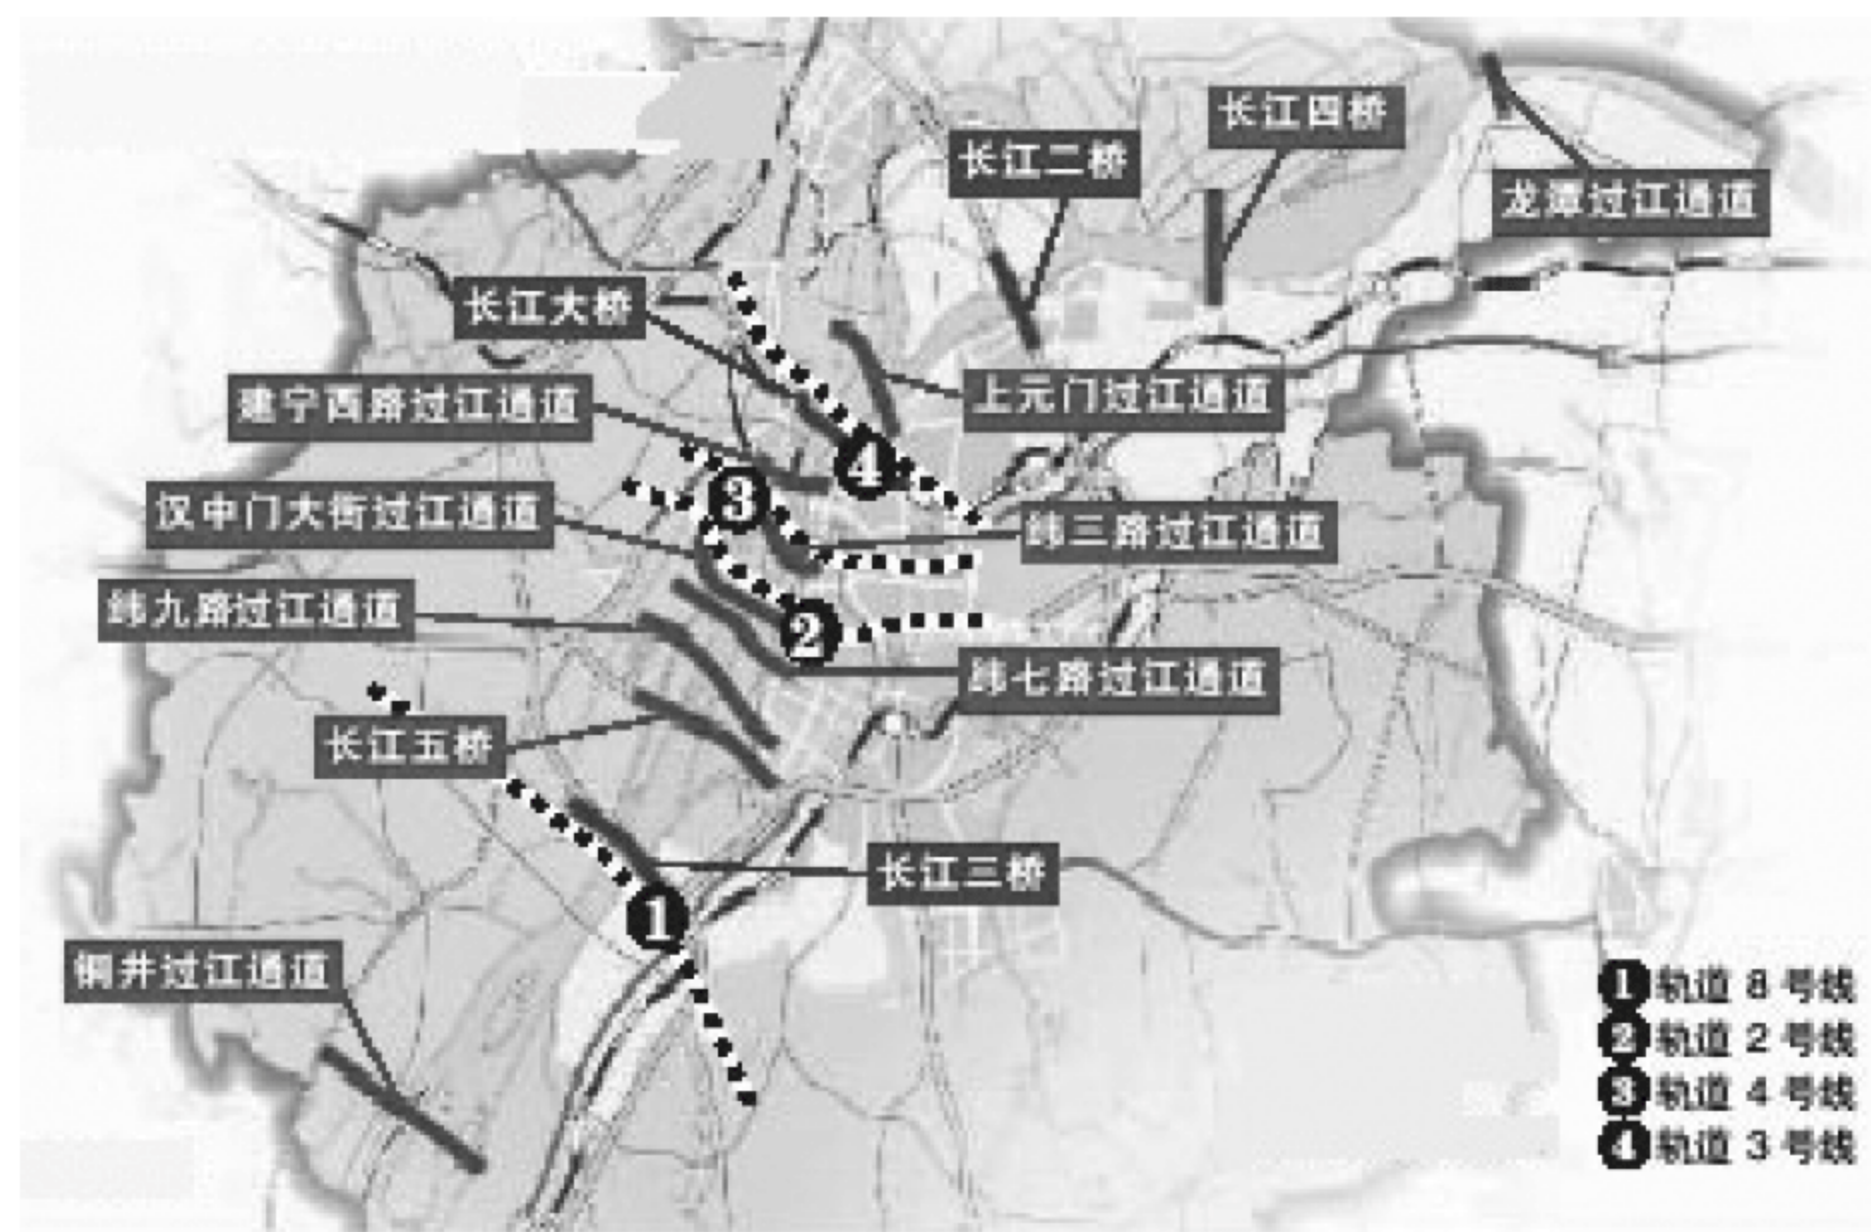 长江四桥
长江二桥
龙潭过江通道
长江大桥
上元门过江通道
建宁西路过江通道
汉中门大街过江通道
纬三路过江通道
纬九路过江通道
纬七路过江通道
长江五桥
长江三桥
铜井过江通道
4
3
2
1
1 轨道 8 号线
2 轨道 2 号线
3 轨道 4 号线
4 轨道 3 号线